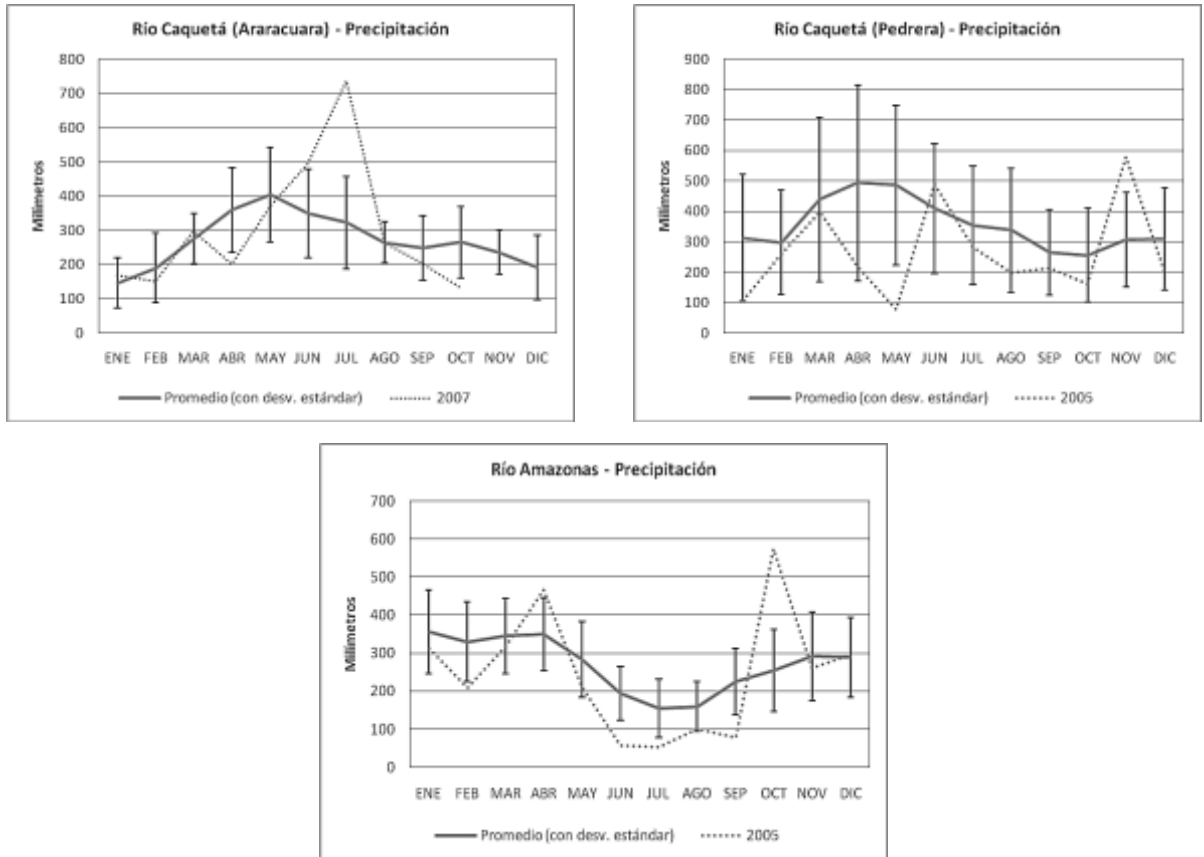 Río Caquetá (Araracuara) - Precipitación
Milímetros
800
700
600
500
400
300
200
100
0
ENE FEB MAR ABR MAY JUN JUL AGO SEP OCT NOV DIC
Promedio (con desv. estándar) 2007
Río Caquetá (Pedrera) - Precipitación
Milímetros
900
800
700
600
500
400
300
200
100
0
ENE FEB MAR ABR MAY JUN JUL AGO SEP OCT NOV DIC
Promedio (con desv. estándar) 2005
Río Amazonas - Precipitación
Milímetros
700
600
500
400
300
200
100
0
ENE FEB MAR ABR MAY JUN JUL AGO SEP OCT NOV DIC
Promedio (con desv. estándar) 2005